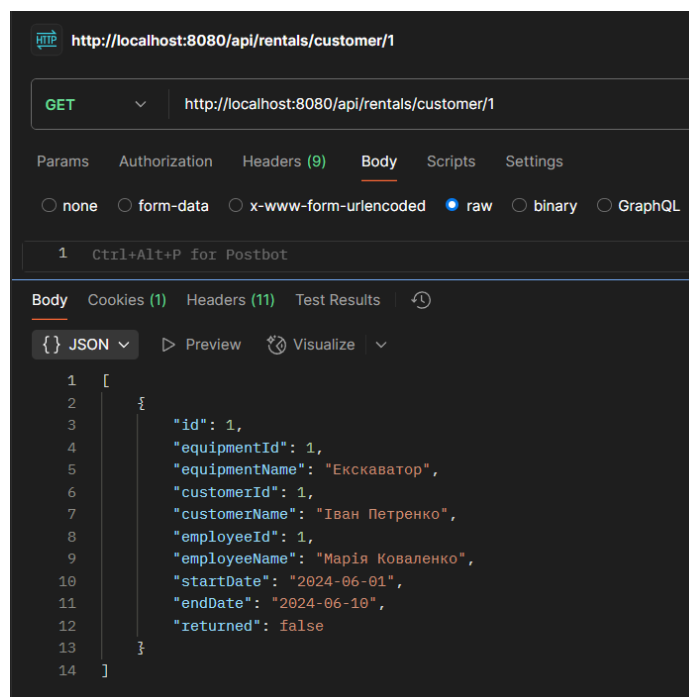 HTTP http://localhost:8080/api/rentals/customer/1
GET http://localhost:8080/api/rentals/customer/1
Params Authorization Headers (9) Body Scripts Settings
none form-data x-www-form-urlencoded raw binary GraphQL
1 Ctrl+Alt+P for Postbot
Body Cookies (1) Headers (11) Test Results
{} JSON Preview Visualize
1 [
2 {
3 "id": 1,
4 "equipmentId": 1,
5 "equipmentName": "Екскаватор",
6 "customerId": 1,
7 "customerName": "Іван Петренко",
8 "employeeId": 1,
9 "employeeName": "Марія Коваленко",
10 "startDate": "2024-06-01",
11 "endDate": "2024-06-10",
12 "returned": false
13 }
14 ]